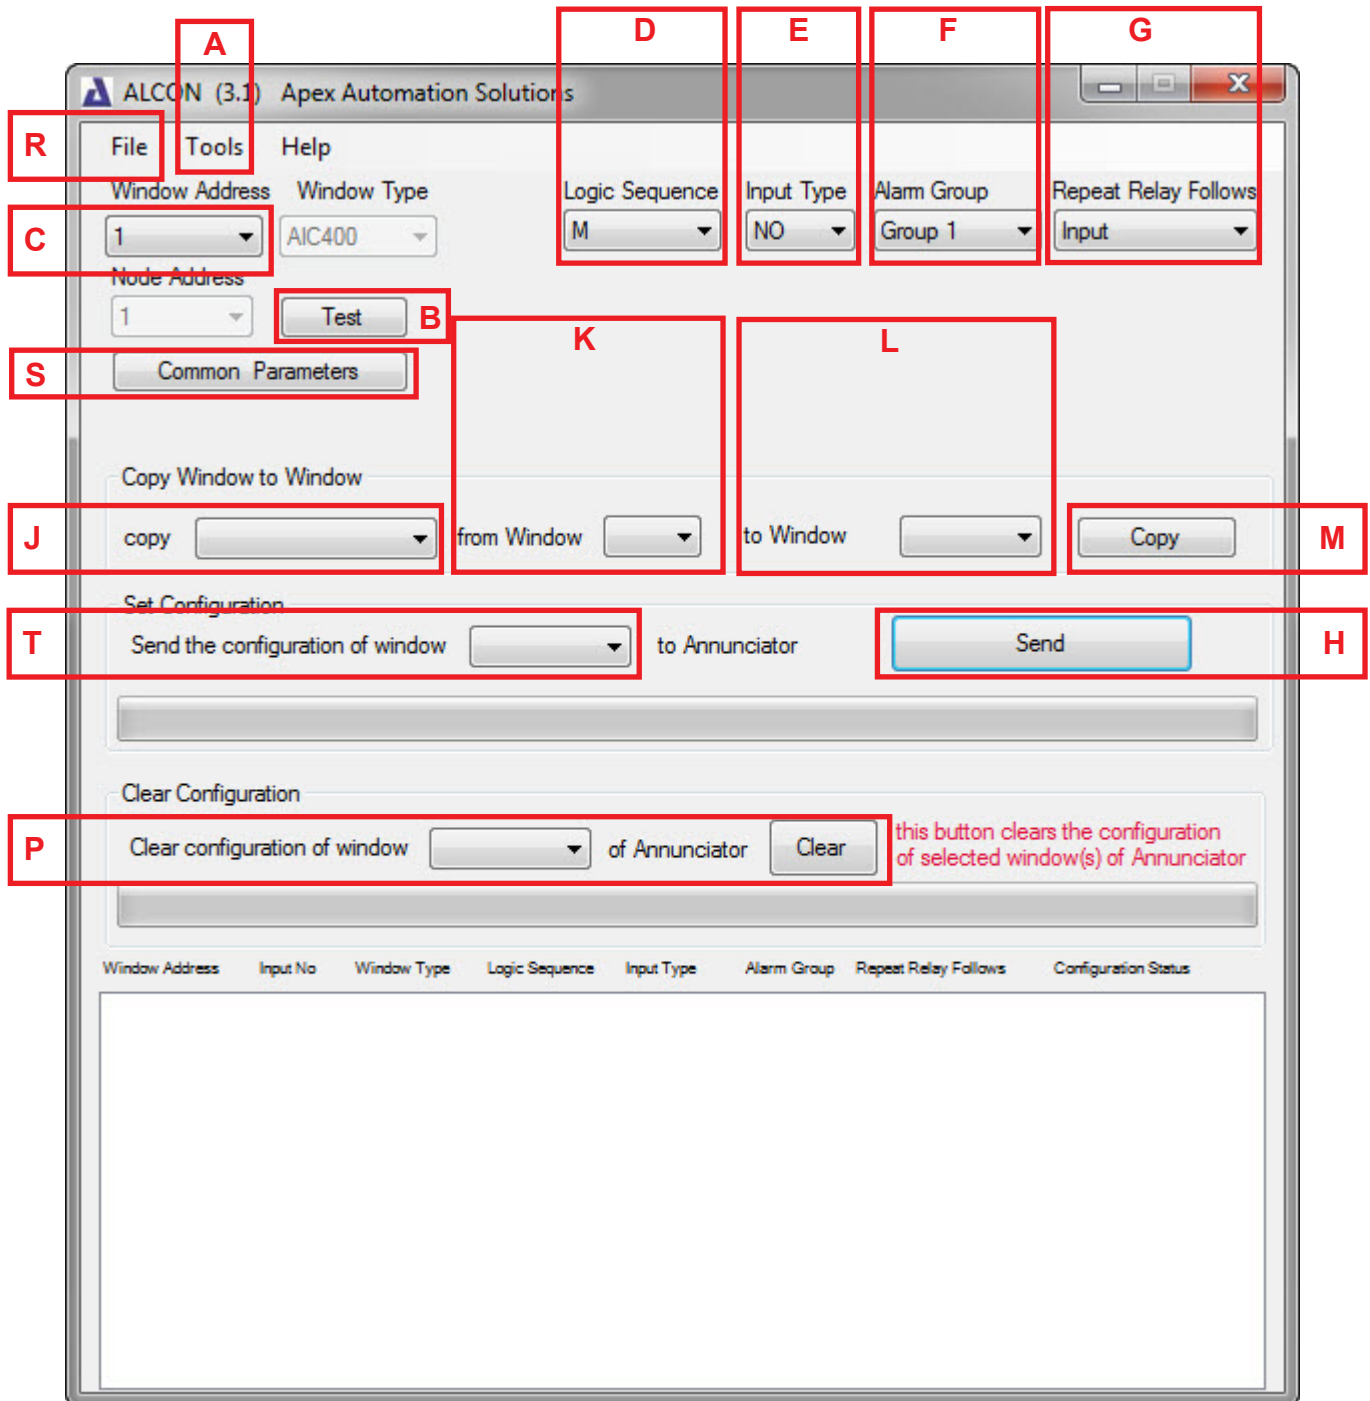 D E F G
A
ALCON (3.1) Apex Automation Solutions
R File Tools Help
Window Address Window Type Logic Sequence Input Type Alarm Group Repeat Relay Follows
C 1 AIC400 M NO Group 1 Input
Node Address
1 Test B K L
S Common Parameters
Copy Window to Window
J copy from Window to Window Copy M
Set Configuration
T Send the configuration of window to Annunciator Send H
Clear Configuration
this button clears the configuration
P Clear configuration of window of Annunciator Clear
of selected window(s) of Annunciator
Window Address Input No Window Type Logic Sequence Input Type Alarm Group Repeat Relay Follows Configuration Status